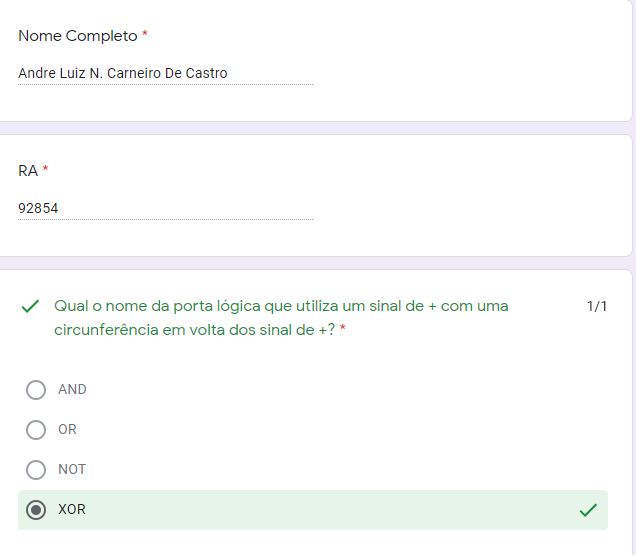 Nome Completo *
Andre Luiz N. Carneiro De Castro
RA *
92854
Qual o nome da porta lógica que utiliza um sinal de + com uma 1/1
circunferência em volta dos sinal de +? *
AND
OR
NOT
XOR